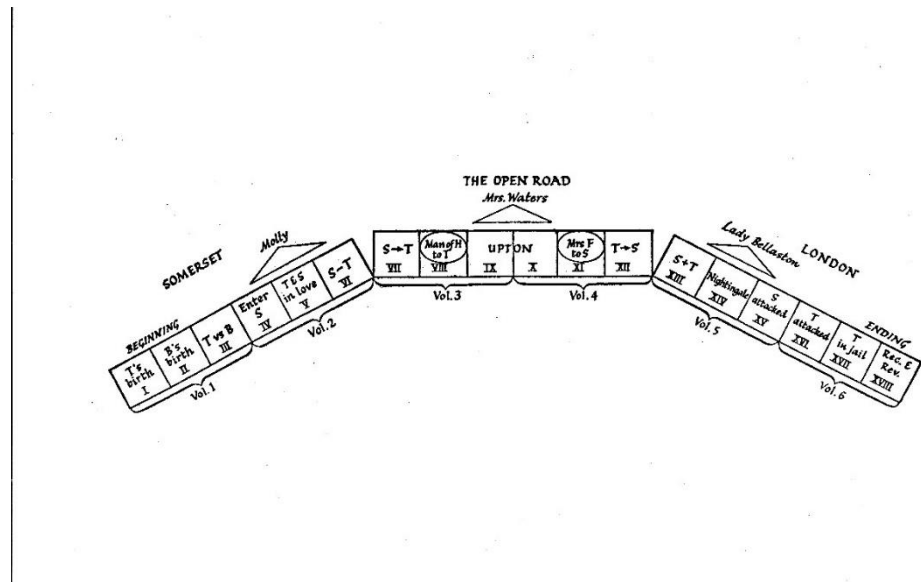 THE OPEN ROAD
Mrs. Waters
SOMERSET
Molly
BEGINNING
T's
birth
I
B's
birth
II
T vs B
III
Enter
S
IV
T & S
in love
V
S–T
VI
Vol. 1
Vol. 2
S→T
VII
Man of H
to T
VIII
UPTON
IX
X
Mrs F
to S
XI
T→S
XII
Vol. 3
Vol. 4
Lady Bellaston
LONDON
ENDING
S+T
XIII
Nightingale
XIV
S
attacked
XV
T
attacked
XVI
T
in jail
XVII
Rec. E
Rev.
XVIII
Vol. 5
Vol. 6